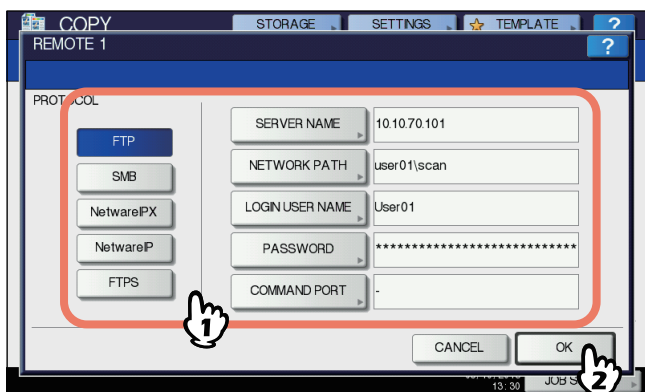 COPY
STORAGE
SETTINGS
TEMPLATE
?
REMOTE 1
?
PROTOCOL
FTP
SMB
NetwareIPX
NetwareIP
FTPS
SERVER NAME
10.10.70.101
NETWORK PATH
user01\scan
LOGIN USER NAME
User01
PASSWORD
****************************
COMMAND PORT
-
1
CANCEL
OK
2
13:30
JOB S